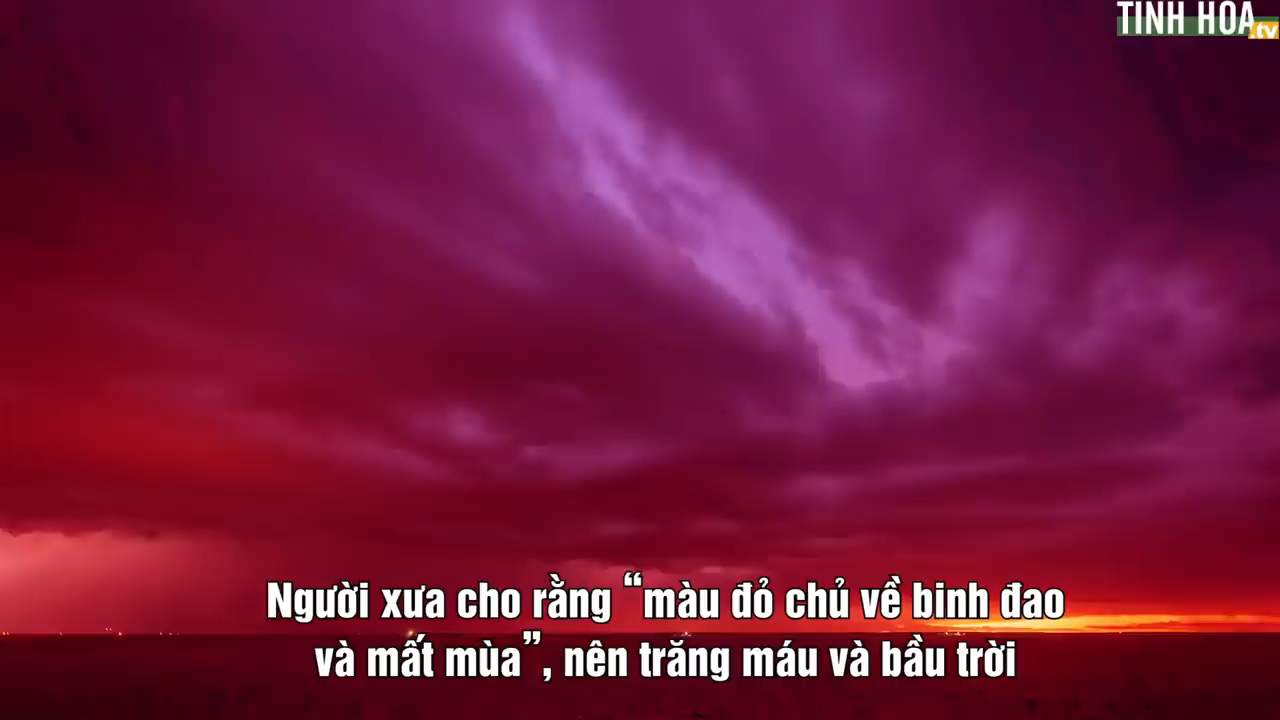 TINH HOA
.tv
Người xưa cho rằng “màu đỏ chủ về binh đao
và mất mùa”, nên trăng máu và bầu trời